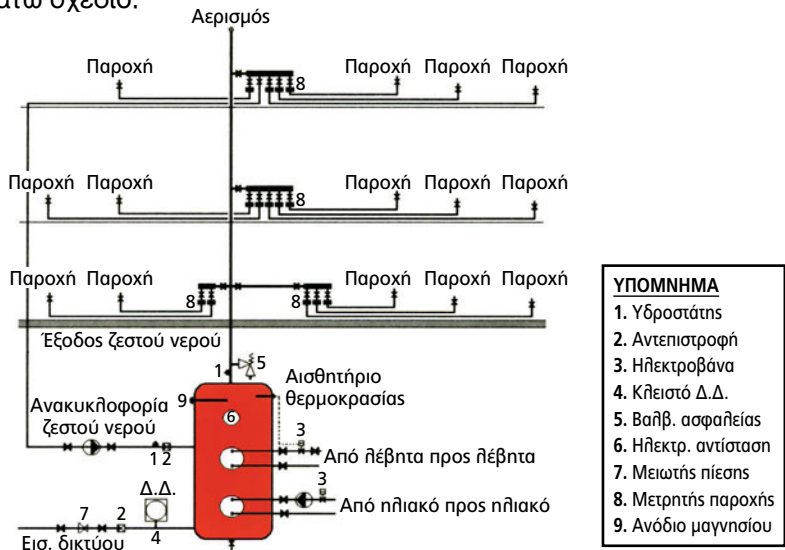 Αερισμός
Παροχή Παροχή Παροχή Παροχή
8
Παροχή Παροχή Παροχή Παροχή Παροχή
8
Παροχή Παροχή Παροχή Παροχή Παροχή
8 8
Έξοδος ζεστού νερού
1 5
Αισθητήριο
θερμοκρασίας
9 6
Ανακυκλοφορία
ζεστού νερού
1 2
3
Από λέβητα προς λέβητα
3
Από ηλιακό προς ηλιακό
Δ.Δ.
7 2 4
Εισ. δικτύου
ΥΠΟΜΝΗΜΑ
1. Υδροστάτης
2. Αντεπιστροφή
3. Ηλεκτροβάνα
4. Κλειστό Δ.Δ.
5. Βαλβ. ασφαλείας
6. Ηλεκτρ. αντίσταση
7. Μειωτής πίεσης
8. Μετρητής παροχής
9. Ανόδιο μαγνησίου